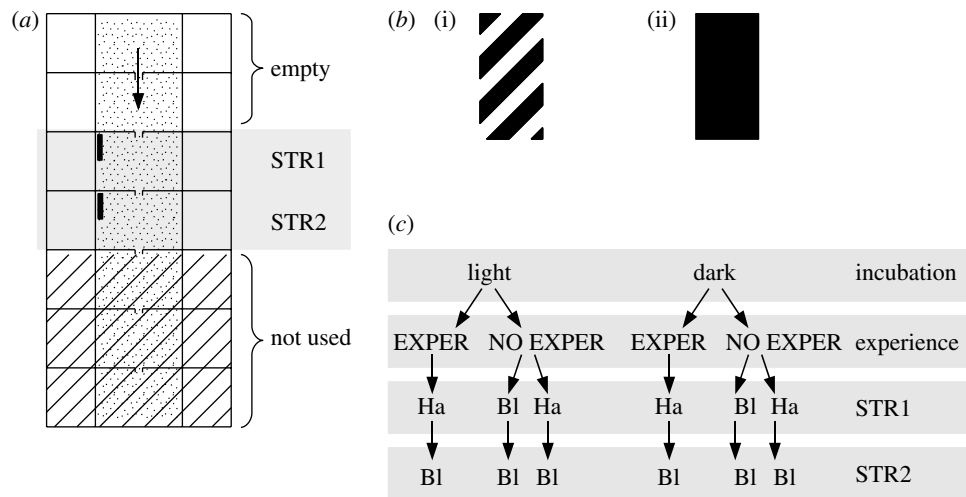 (a)
empty
STR1
STR2
not used
(b) (i) (ii)
(c)
light dark incubation
EXPER NO EXPER EXPER NO EXPER experience
Ha Bl Ha Ha Bl Ha STR1
Bl Bl Bl Bl Bl Bl STR2